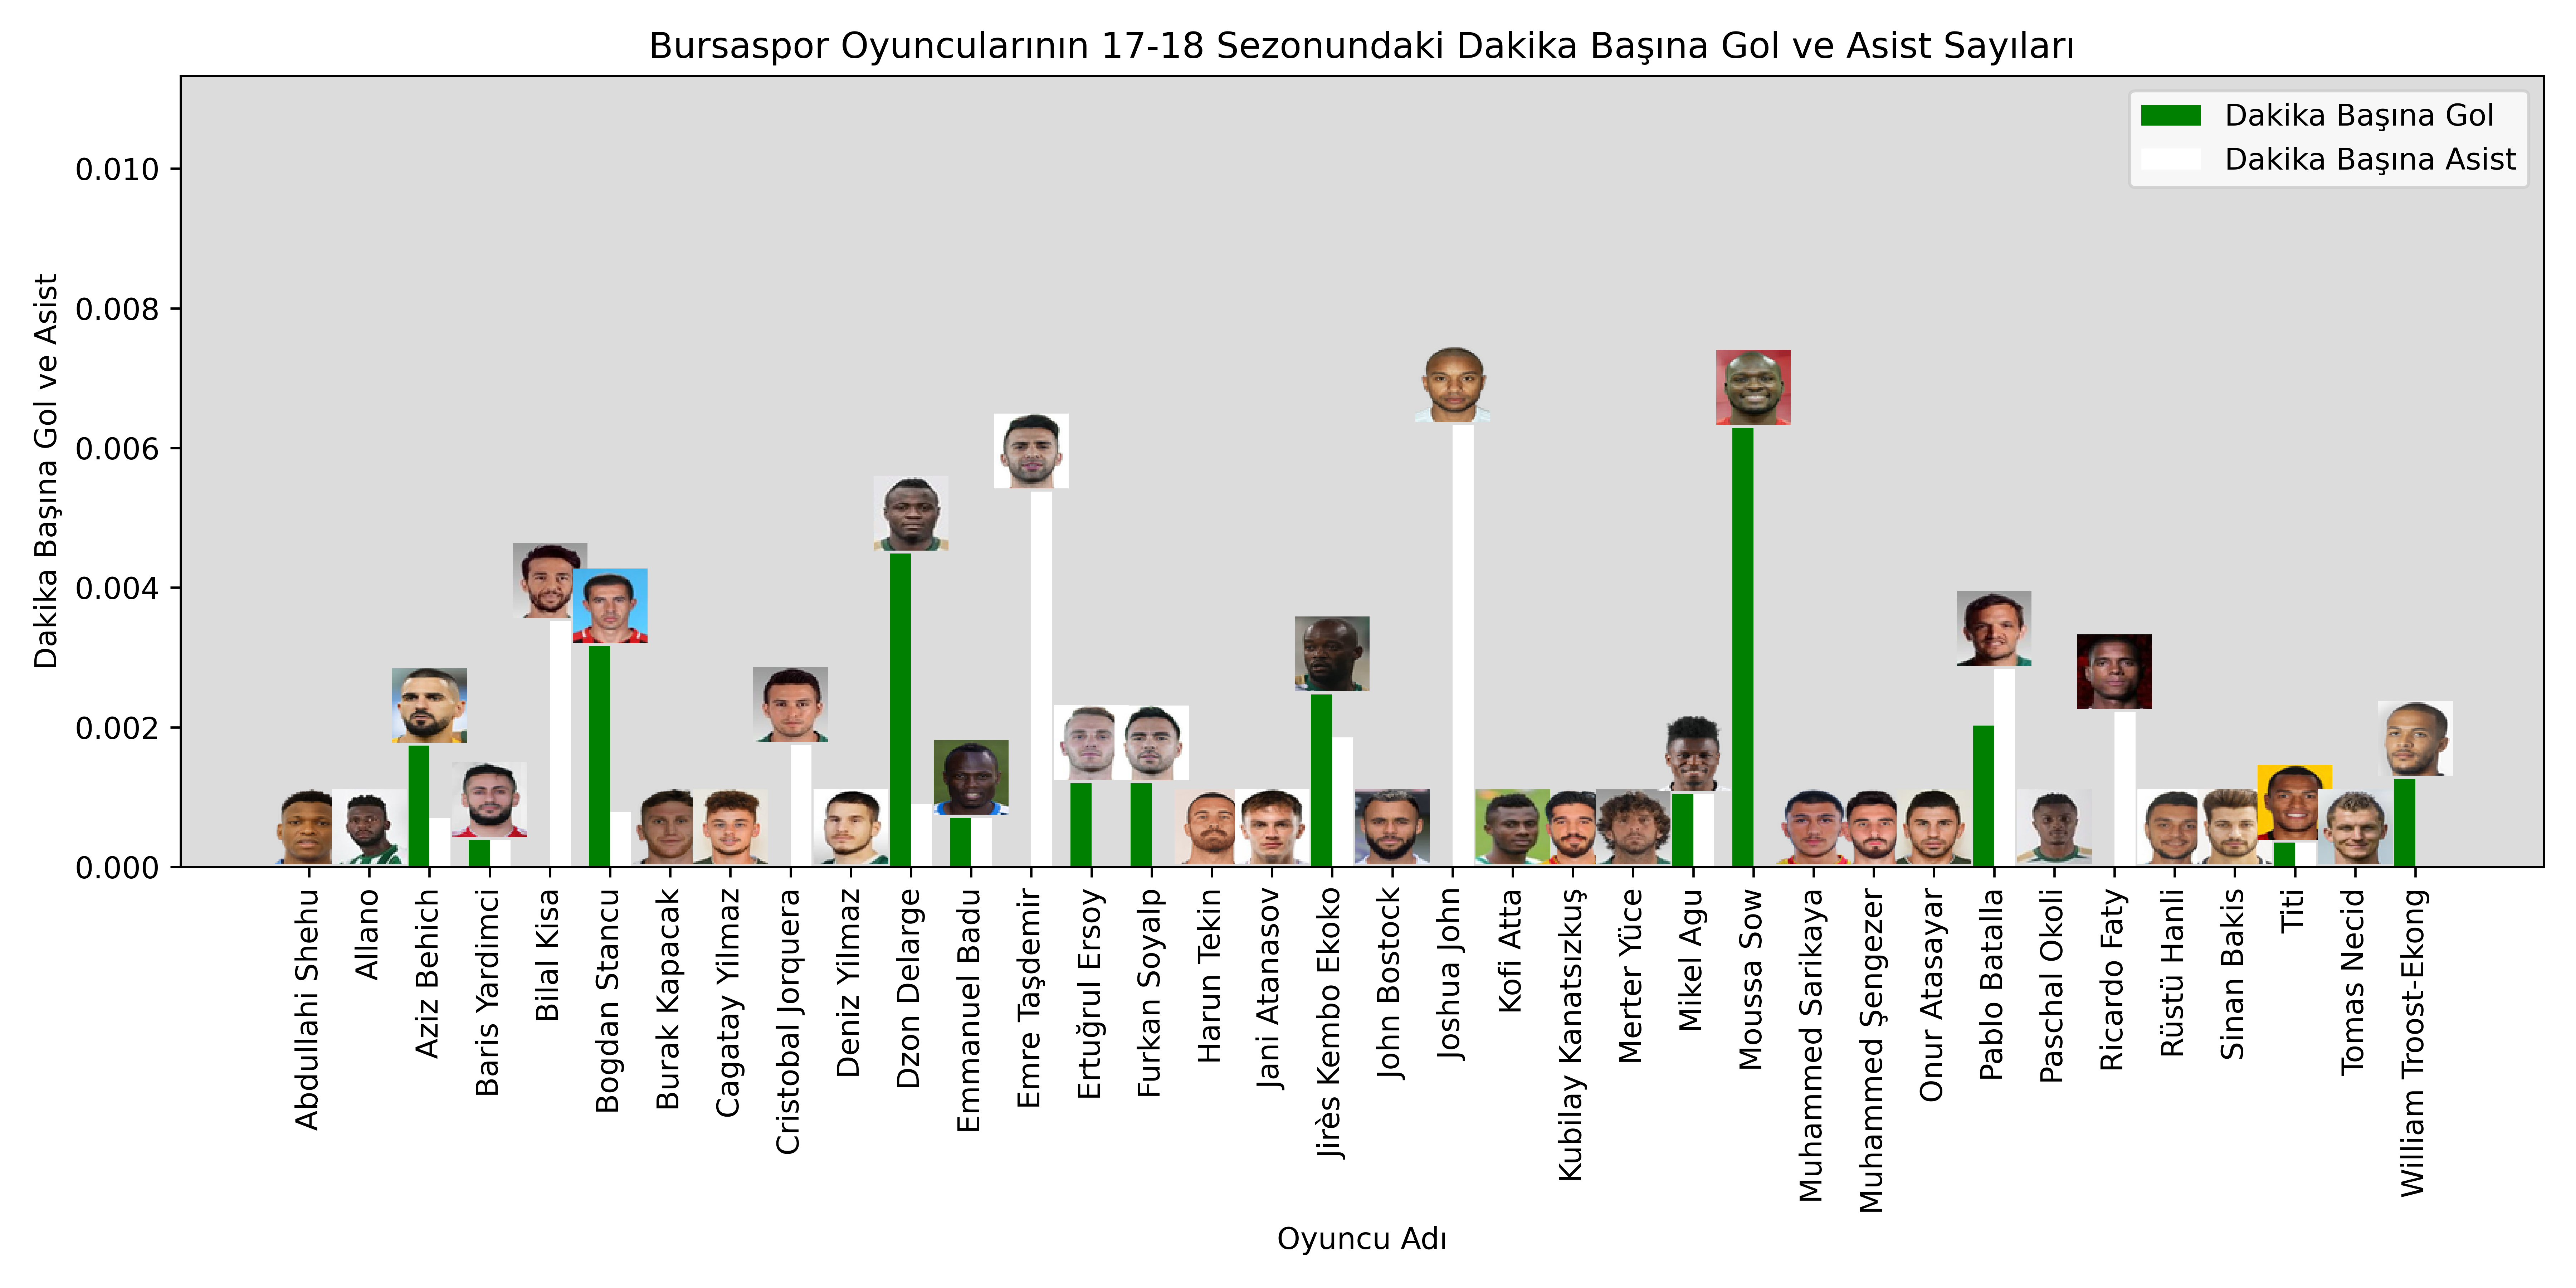 Bursaspor Oyuncularının 17-18 Sezonundaki Dakika Başına Gol ve Asist Sayıları
Dakika Başına Gol
Dakika Başına Asist
Dakika Başına Gol ve Asist
0.010
0.008
0.006
0.004
0.002
0.000
Abdullahi Shehu
Allano
Aziz Behich
Baris Yardimci
Bilal Kisa
Bogdan Stancu
Burak Kapacak
Cagatay Yilmaz
Cristobal Jorquera
Deniz Yilmaz
Dzon Delarge
Emmanuel Badu
Emre Taşdemir
Ertuğrul Ersoy
Furkan Soyalp
Harun Tekin
Jani Atanasov
Jirès Kembo Ekoko
John Bostock
Joshua John
Kofi Atta
Kubilay Kanatsızkuş
Merter Yüce
Mikel Agu
Moussa Sow
Muhammed Sarikaya
Muhammed Şengezer
Onur Atasayar
Pablo Batalla
Paschal Okoli
Ricardo Faty
Rüstü Hanli
Sinan Bakis
Titi
Tomas Necid
William Troost-Ekong
Oyuncu Adı